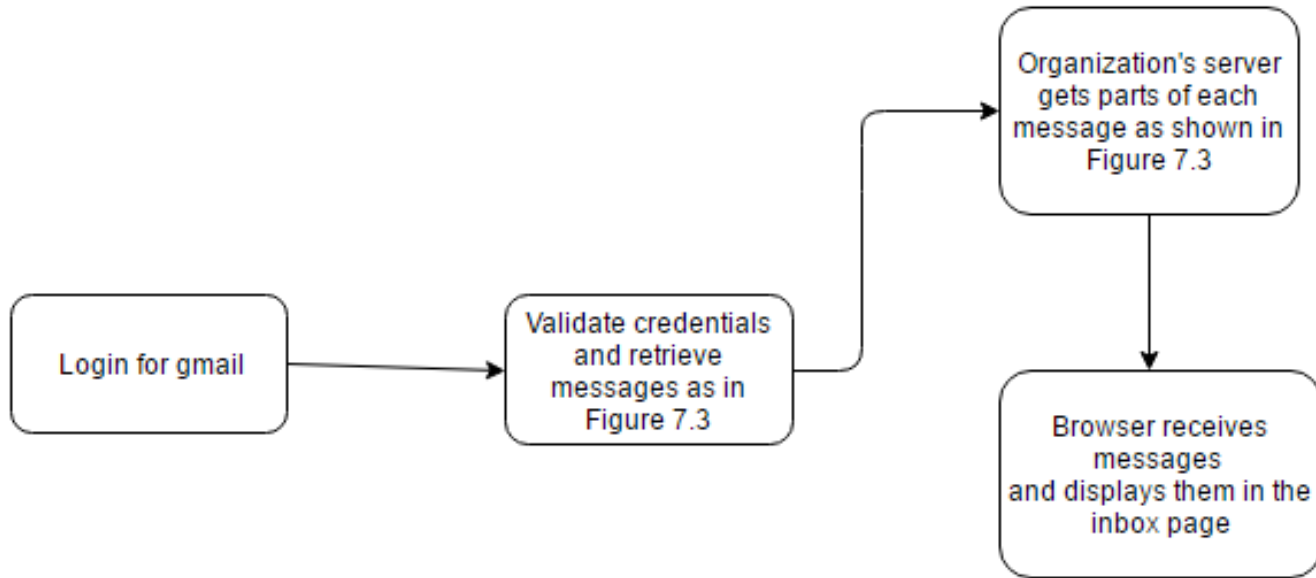 Login for gmail
Validate credentials
and retrieve
messages as in
Figure 7.3
Organization's server
gets parts of each
message as shown in
Figure 7.3
Browser receives
messages
and displays them in the
inbox page